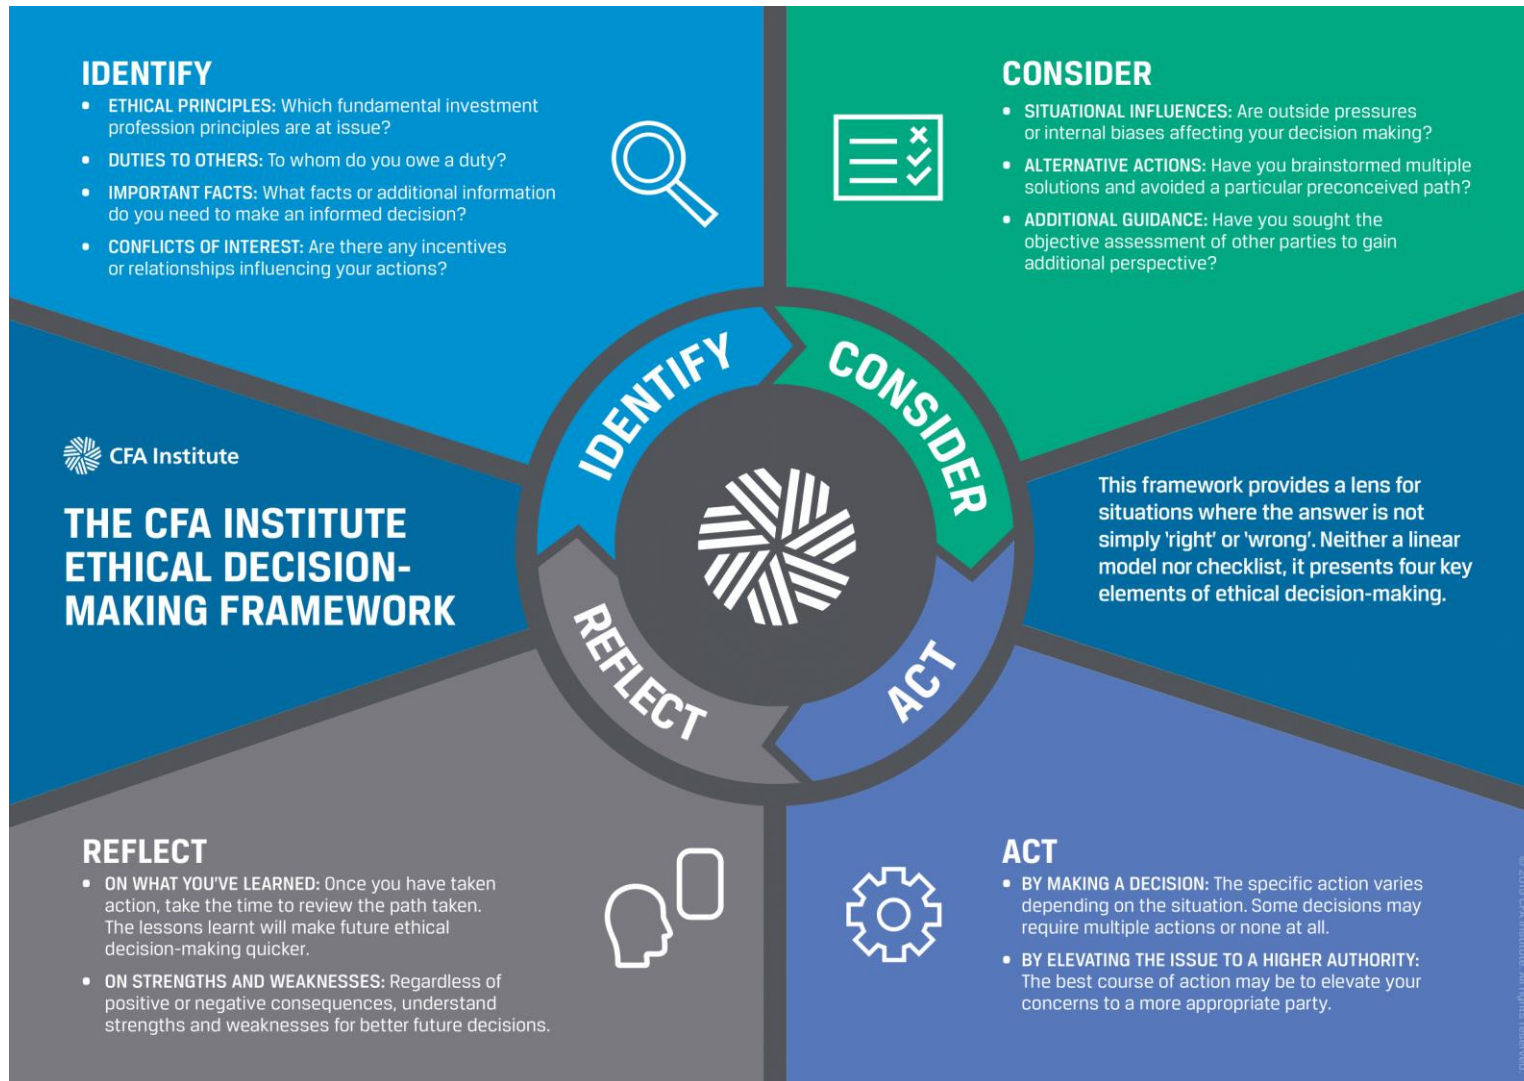 IDENTIFY
• ETHICAL PRINCIPLES: Which fundamental investment
profession principles are at issue?
• DUTIES TO OTHERS: To whom do you owe a duty?
• IMPORTANT FACTS: What facts or additional information
do you need to make an informed decision?
• CONFLICTS OF INTEREST: Are there any incentives
or relationships influencing your actions?
CONSIDER
• SITUATIONAL INFLUENCES: Are outside pressures
or internal biases affecting your decision making?
• ALTERNATIVE ACTIONS: Have you brainstormed multiple
solutions and avoided a particular preconceived path?
• ADDITIONAL GUIDANCE: Have you sought the
objective assessment of other parties to gain
additional perspective?
CFA Institute
THE CFA INSTITUTE
ETHICAL DECISION-
MAKING FRAMEWORK
IDENTIFY
CONSIDER
ACT
REFLECT
This framework provides a lens for
situations where the answer is not
simply 'right' or 'wrong'. Neither a linear
model nor checklist, it presents four key
elements of ethical decision-making.
REFLECT
• ON WHAT YOU'VE LEARNED: Once you have taken
action, take the time to review the path taken.
The lessons learnt will make future ethical
decision-making quicker.
• ON STRENGTHS AND WEAKNESSES: Regardless of
positive or negative consequences, understand
strengths and weaknesses for better future decisions.
ACT
• BY MAKING A DECISION: The specific action varies
depending on the situation. Some decisions may
require multiple actions or none at all.
• BY ELEVATING THE ISSUE TO A HIGHER AUTHORITY:
The best course of action may be to elevate your
concerns to a more appropriate party.
CFA Institute. All rights reserved.